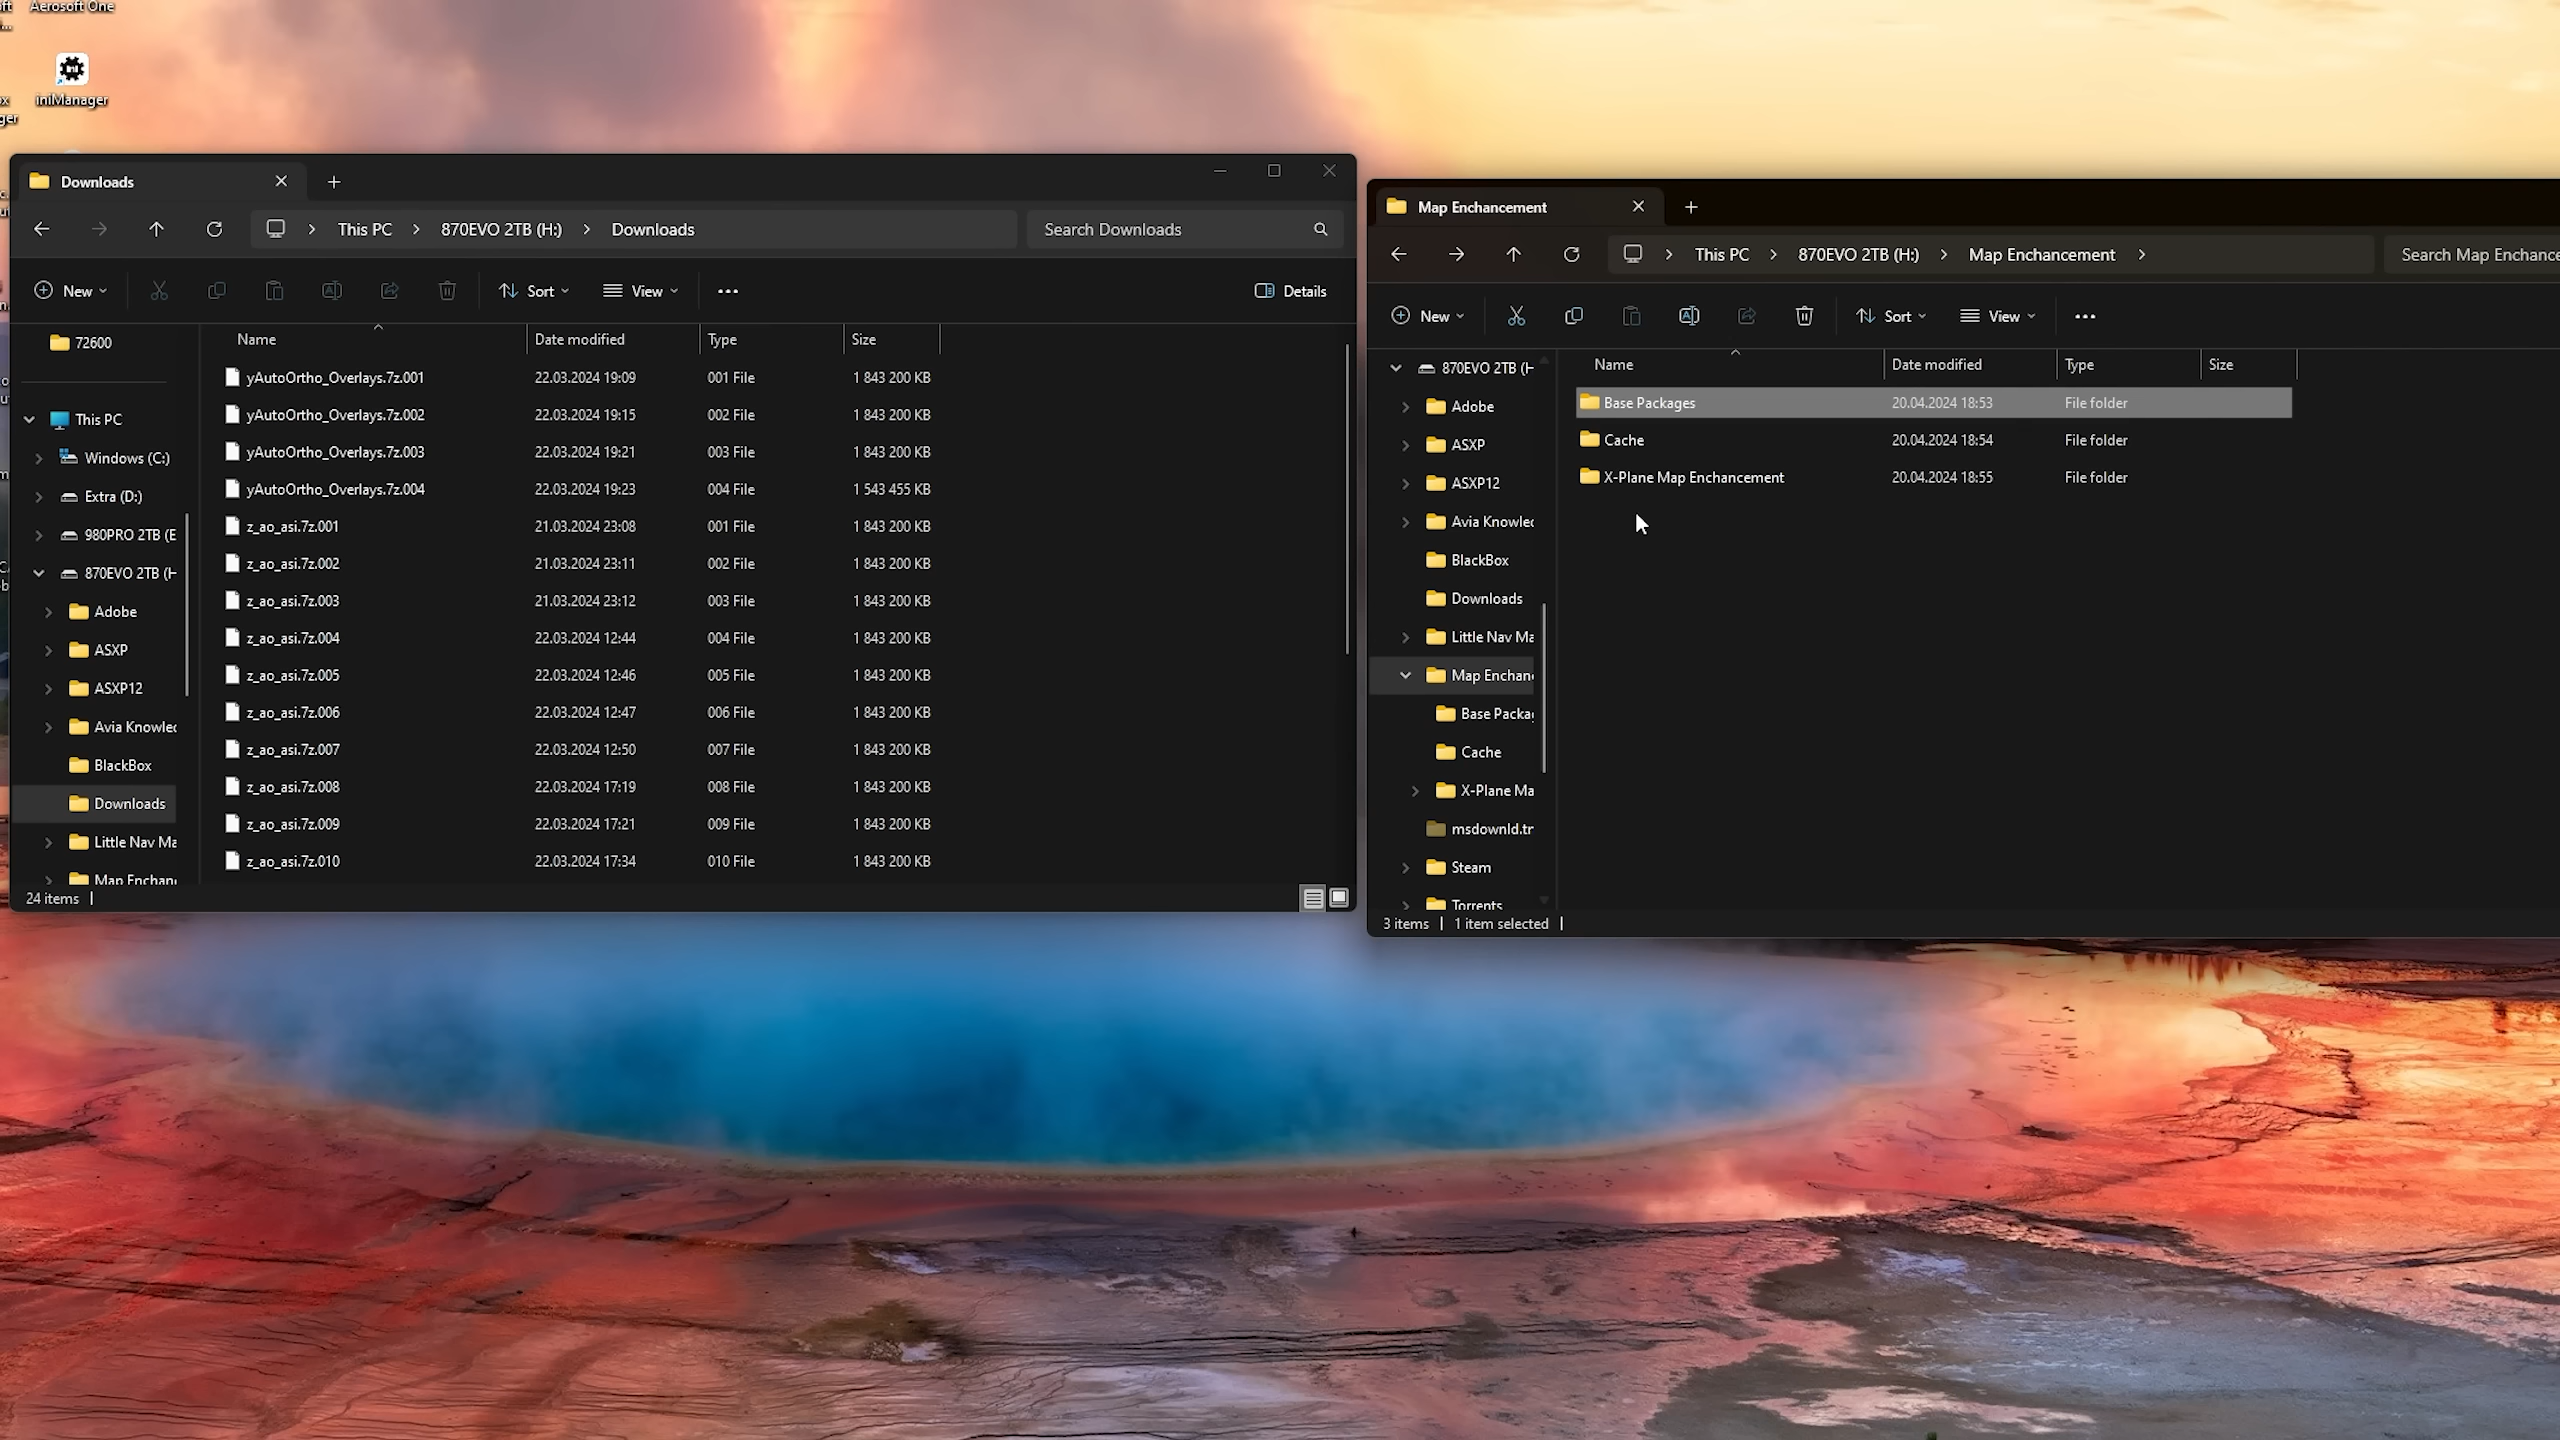 Aerosoft One
iniManager
Downloads
This PC
870EVO 2TB (H:)
Downloads
Search Downloads
New
Sort
View
Details
72600
This PC
Windows (C:)
Extra (D:)
980PRO 2TB (E
870EVO 2TB (H
Adobe
ASXP
ASXP12
Avia Knowlec
BlackBox
Downloads
Little Nav Ma
Map Enchan
Name Date modified Type Size
yAutoOrtho_Overlays.7z.001 22.03.2024 19:09 001 File 1 843 200 KB
yAutoOrtho_Overlays.7z.002 22.03.2024 19:15 002 File 1 843 200 KB
yAutoOrtho_Overlays.7z.003 22.03.2024 19:21 003 File 1 843 200 KB
yAutoOrtho_Overlays.7z.004 22.03.2024 19:23 004 File 1 543 455 KB
z_ao_asi.7z.001 21.03.2024 23:08 001 File 1 843 200 KB
z_ao_asi.7z.002 21.03.2024 23:11 002 File 1 843 200 KB
z_ao_asi.7z.003 21.03.2024 23:12 003 File 1 843 200 KB
z_ao_asi.7z.004 22.03.2024 12:44 004 File 1 843 200 KB
z_ao_asi.7z.005 22.03.2024 12:46 005 File 1 843 200 KB
z_ao_asi.7z.006 22.03.2024 12:47 006 File 1 843 200 KB
z_ao_asi.7z.007 22.03.2024 12:50 007 File 1 843 200 KB
z_ao_asi.7z.008 22.03.2024 17:19 008 File 1 843 200 KB
z_ao_asi.7z.009 22.03.2024 17:21 009 File 1 843 200 KB
z_ao_asi.7z.010 22.03.2024 17:34 010 File 1 843 200 KB
24 items
Map Enchancement
This PC
870EVO 2TB (H:)
Map Enchancement
Search Map Enchance
New
Sort
View
870EVO 2TB (H
Adobe
ASXP
ASXP12
Avia Knowlec
BlackBox
Downloads
Little Nav Ma
Map Enchan
Base Packa
Cache
X-Plane Ma
msdownld.tr
Steam
Torrents
Name Date modified Type Size
Base Packages 20.04.2024 18:53 File folder
Cache 20.04.2024 18:54 File folder
X-Plane Map Enchancement 20.04.2024 18:55 File folder
3 items
1 item selected